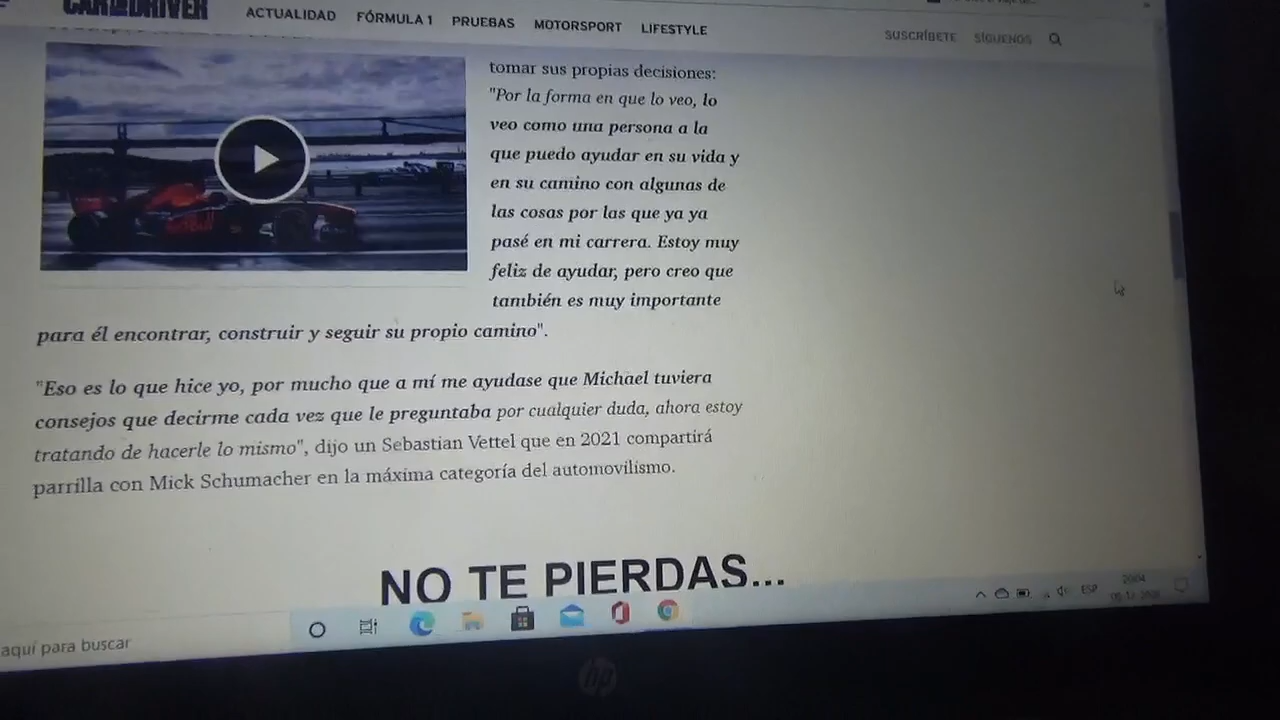 CAR AND DRIVER
ACTUALIDAD FÓRMULA 1 PRUEBAS MOTORSPORT LIFESTYLE
SUSCRÍBETE SÍGUENOS
tomar sus propias decisiones:
"Por la forma en que lo veo, lo
veo como una persona a la
que puedo ayudar en su vida y
en su camino con algunas de
las cosas por las que ya ya
pasé en mi carrera. Estoy muy
feliz de ayudar, pero creo que
también es muy importante
para él encontrar, construir y seguir su propio camino".
"Eso es lo que hice yo, por mucho que a mí me ayudase que Michael tuviera
consejos que decirme cada vez que le preguntaba por cualquier duda, ahora estoy
tratando de hacerle lo mismo", dijo un Sebastian Vettel que en 2021 compartirá
parrilla con Mick Schumacher en la máxima categoría del automovilismo.
NO TE PIERDAS...
aquí para buscar
ESP
20:04
hp